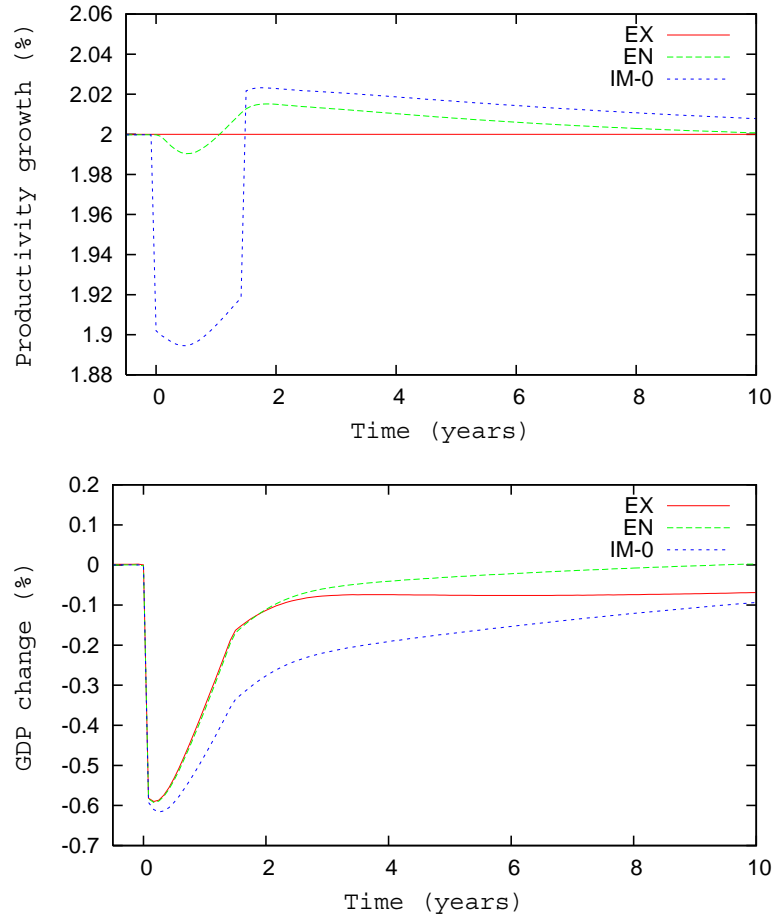 2.06
2.04
2.02
2
1.98
1.96
1.94
1.92
1.9
1.88
Productivity growth (%)
EX
EN
IM-0
0 2 4 6 8 10
Time (years)
0.2
0.1
0
-0.1
-0.2
-0.3
-0.4
-0.5
-0.6
-0.7
GDP change (%)
EX
EN
IM-0
0 2 4 6 8 10
Time (years)